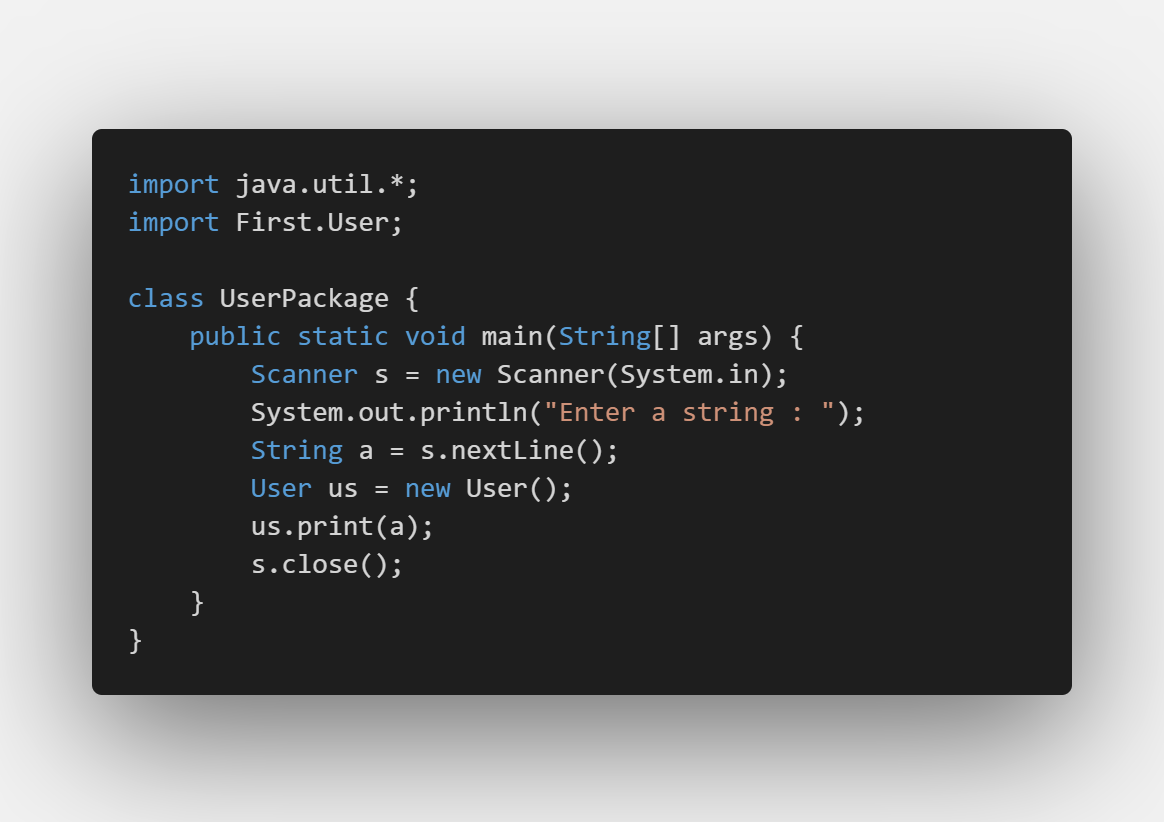 import java.util.*;
import First.User;

class UserPackage {
    public static void main(String[] args) {
        Scanner s = new Scanner(System.in);
        System.out.println("Enter a string : ");
        String a = s.nextLine();
        User us = new User();
        us.print(a);
        s.close();
    }
}